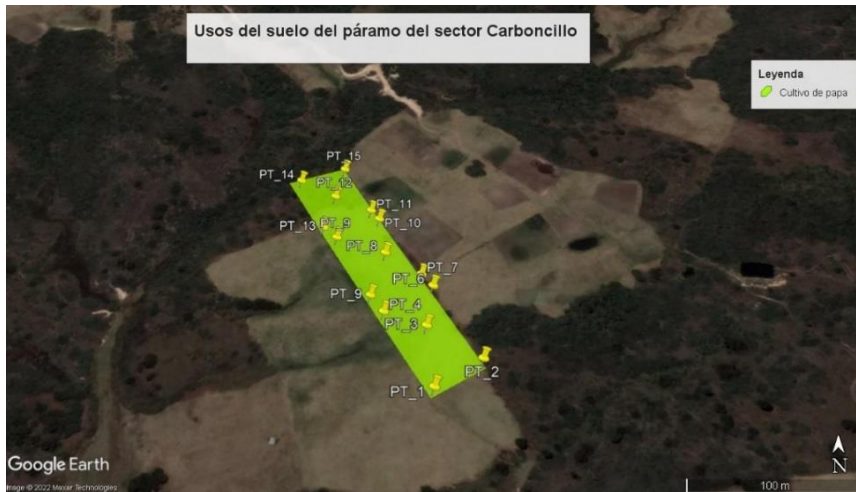 Usos del suelo del páramo del sector Carboncillo
Leyenda
Cultivo de papa
PT_15
PT_14
PT_12
PT_11
PT_10
PT_13
PT_9
PT_8
PT_7
PT_6
PT_9
PT_4
PT_3
PT_2
PT_1
N
Google Earth
Image © 2022 Maxar Technologies
100 m